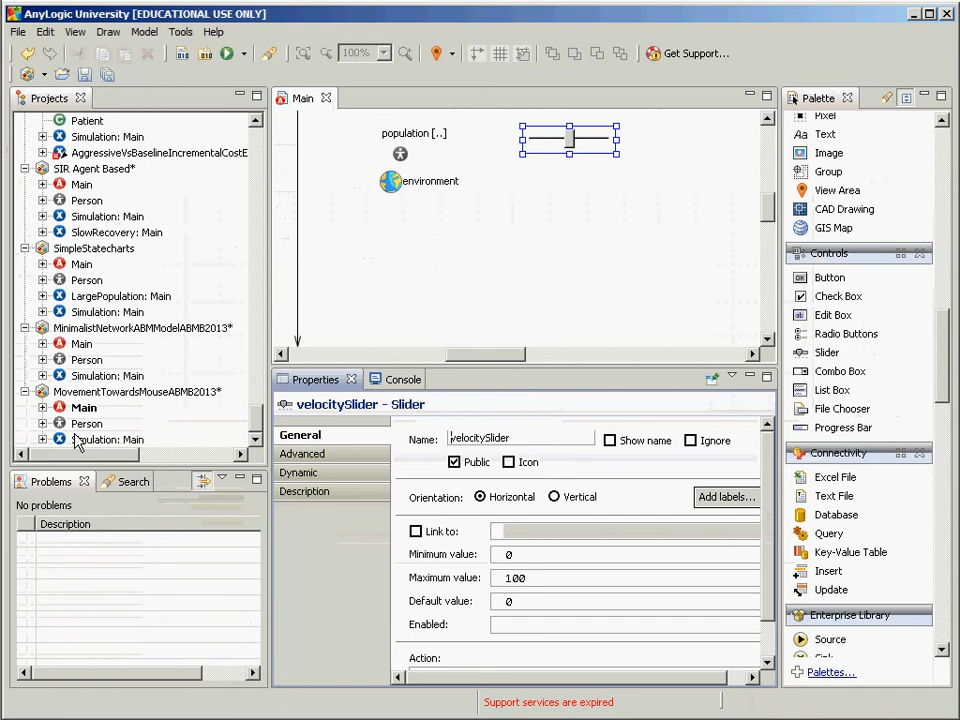 AnyLogic University [EDUCATIONAL USE ONLY]
File Edit View Draw Model Tools Help
100% Get Support...
Projects
Patient
Simulation: Main
AggressiveVsBaselineIncrementalCostE
SIR Agent Based*
Main
Person
Simulation: Main
SlowRecovery: Main
SimpleStatecharts
Main
Person
LargePopulation: Main
Simulation: Main
MinimalistNetworkABMModelABMB2013*
Main
Person
Simulation: Main
MovementTowardsMouseABMB2013*
Main
Person
Simulation: Main
Problems Search
No problems
Description
Main
population [..]
environment
Properties Console
velocitySlider - Slider
General
Advanced
Dynamic
Description
Name: velocitySlider Show name Ignore
Public Icon
Orientation: Horizontal Vertical Add labels...
Link to:
Minimum value: 0
Maximum value: 100
Default value: 0
Enabled:
Action:
Palette
Pixel
Aa Text
Image
Group
View Area
CAD Drawing
GIS Map
Controls
Button
Check Box
Edit Box
Radio Buttons
Slider
Combo Box
List Box
File Chooser
Progress Bar
Connectivity
Excel File
Text File
Database
Query
Key-Value Table
Insert
Update
Enterprise Library
Source
Sink
Palettes...
Support services are expired